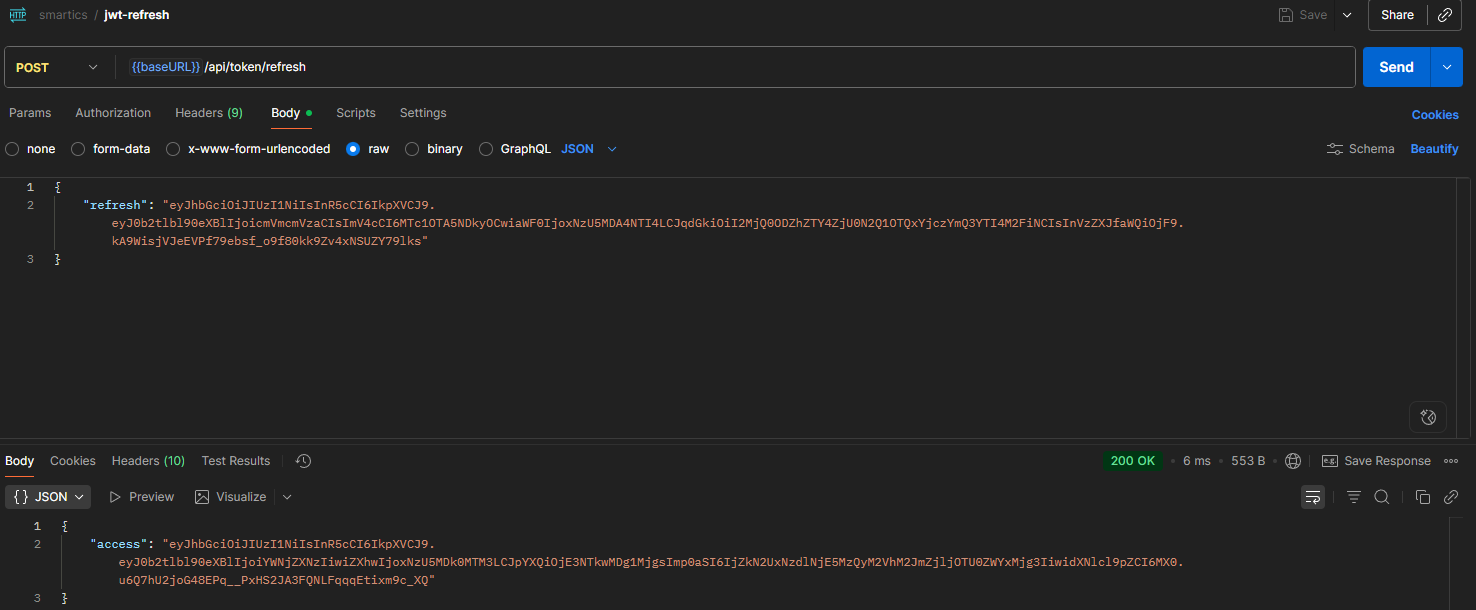 HTTP smartics / jwt-refresh Save Share
POST {{baseURL}} /api/token/refresh Send
Params Authorization Headers (9) Body Scripts Settings Cookies
none form-data x-www-form-urlencoded raw binary GraphQL JSON Schema Beautify
1 {
2 "refresh": "eyJhbGciOiJIUzI1NiIsInR5cCI6IkpXVCJ9.
eyJ0b2tlbl90eXBlIjoicmVmcmVzaCIsImV4cCI6MTc1OTA5NDkyOCwiaWF0IjoxNzU5MDA4NTI4LCJqdGkiOiI2MjQ0ODZhZTY4ZjU0N2Q1OTQxYjczYmQ3YTI4M2FiNCIsInVzZXJfaWQiOjF9.
kA9WisjVJeEVPf79ebsf_o9f80kk9Zv4xNSUZY79lks"
3 }
Body Cookies Headers (10) Test Results 200 OK • 6 ms • 553 B • e.g. Save Response
{} JSON Preview Visualize
1 {
2 "access": "eyJhbGciOiJIUzI1NiIsInR5cCI6IkpXVCJ9.
eyJ0b2tlbl90eXBlIjoiYWNjZXNzIiwiZXhwIjoxNzU5MDk0MTM3LCJpYXQiOjE3NTkwMDg1MjgsImp0aSI6IjZkN2UxNzdlNjE5MzQyM2VhM2JmZjljOTU0ZWYxMjg3IiwidXNlcl9pZCI6MX0.
u6Q7hU2joG48EPq__PxHS2JA3FQNLFqqqEtixm9c_XQ"
3 }